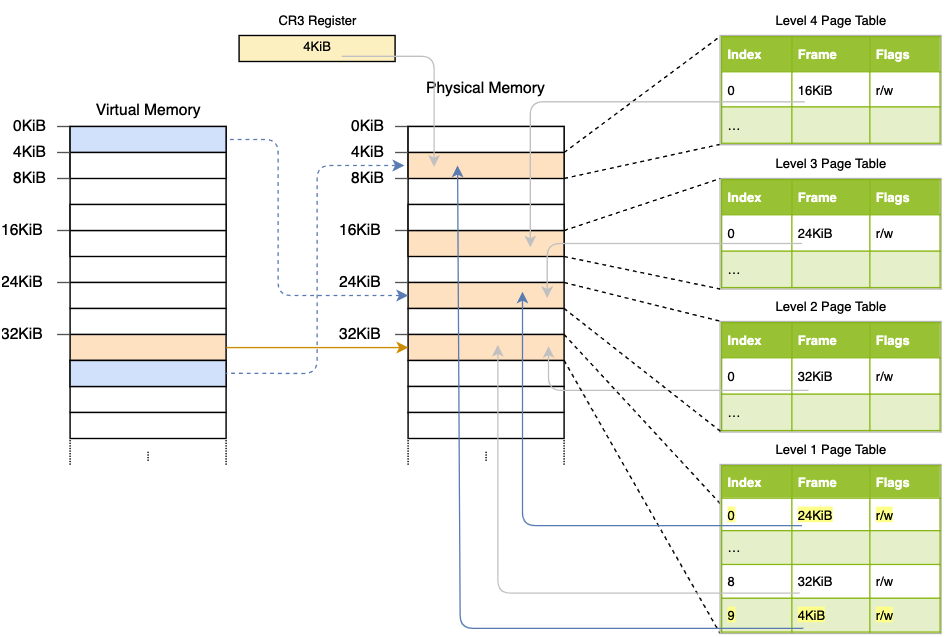 CR3 Register
4KiB
Virtual Memory
0KiB
4KiB
8KiB
16KiB
24KiB
32KiB
Physical Memory
0KiB
4KiB
8KiB
16KiB
24KiB
32KiB
Level 4 Page Table
Index Frame Flags
0 16KiB r/w
...
Level 3 Page Table
Index Frame Flags
0 24KiB r/w
...
Level 2 Page Table
Index Frame Flags
0 32KiB r/w
...
Level 1 Page Table
Index Frame Flags
0 24KiB r/w
...
8 32KiB r/w
9 4KiB r/w